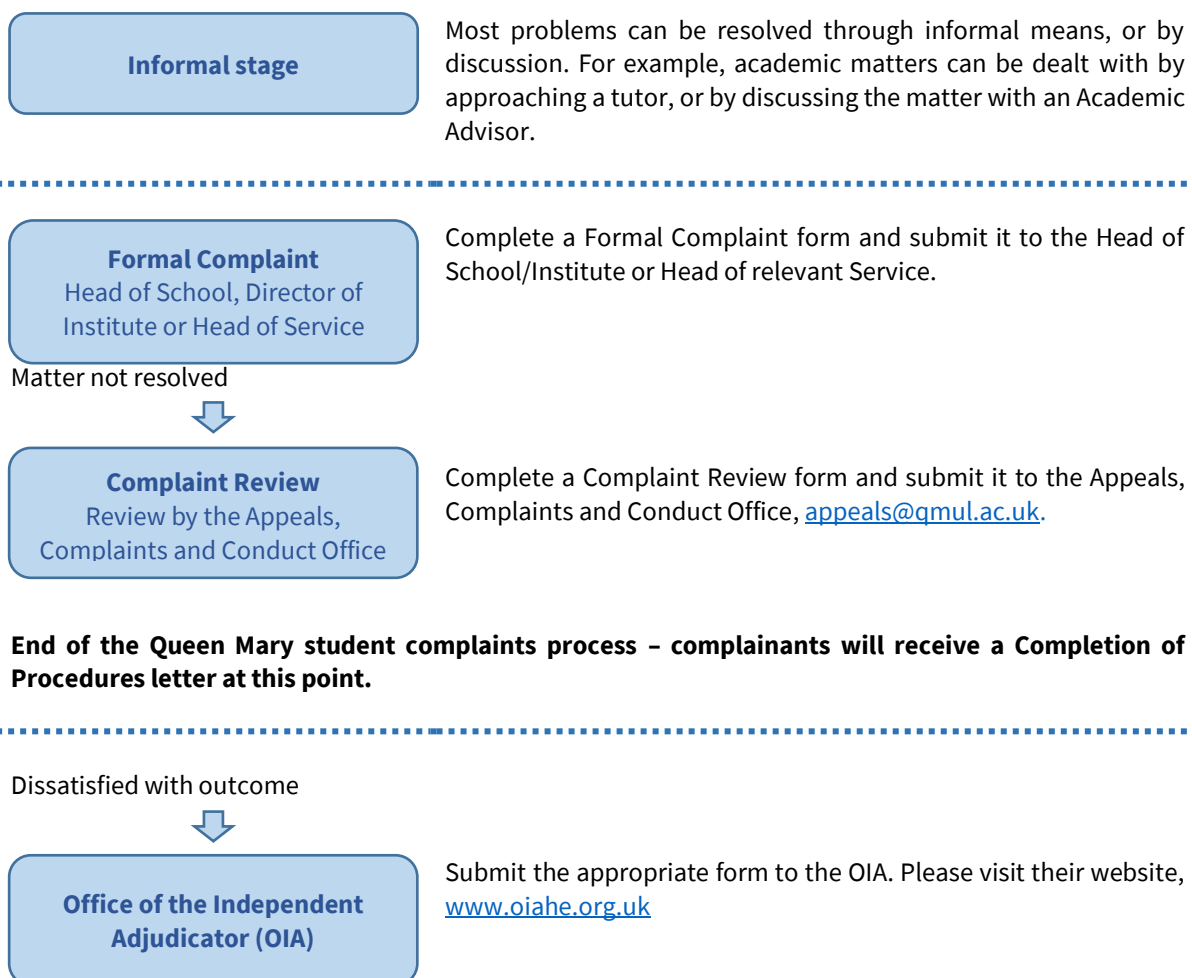 Informal stage
Most problems can be resolved through informal means, or by
discussion. For example, academic matters can be dealt with by
approaching a tutor, or by discussing the matter with an Academic
Advisor.
Formal Complaint
Head of School, Director of
Institute or Head of Service
Complete a Formal Complaint form and submit it to the Head of
School/Institute or Head of relevant Service.
Matter not resolved
Complaint Review
Review by the Appeals,
Complaints and Conduct Office
Complete a Complaint Review form and submit it to the Appeals,
Complaints and Conduct Office, appeals@qmul.ac.uk.
End of the Queen Mary student complaints process – complainants will receive a Completion of
Procedures letter at this point.
Dissatisfied with outcome
Office of the Independent
Adjudicator (OIA)
Submit the appropriate form to the OIA. Please visit their website,
www.oiahe.org.uk